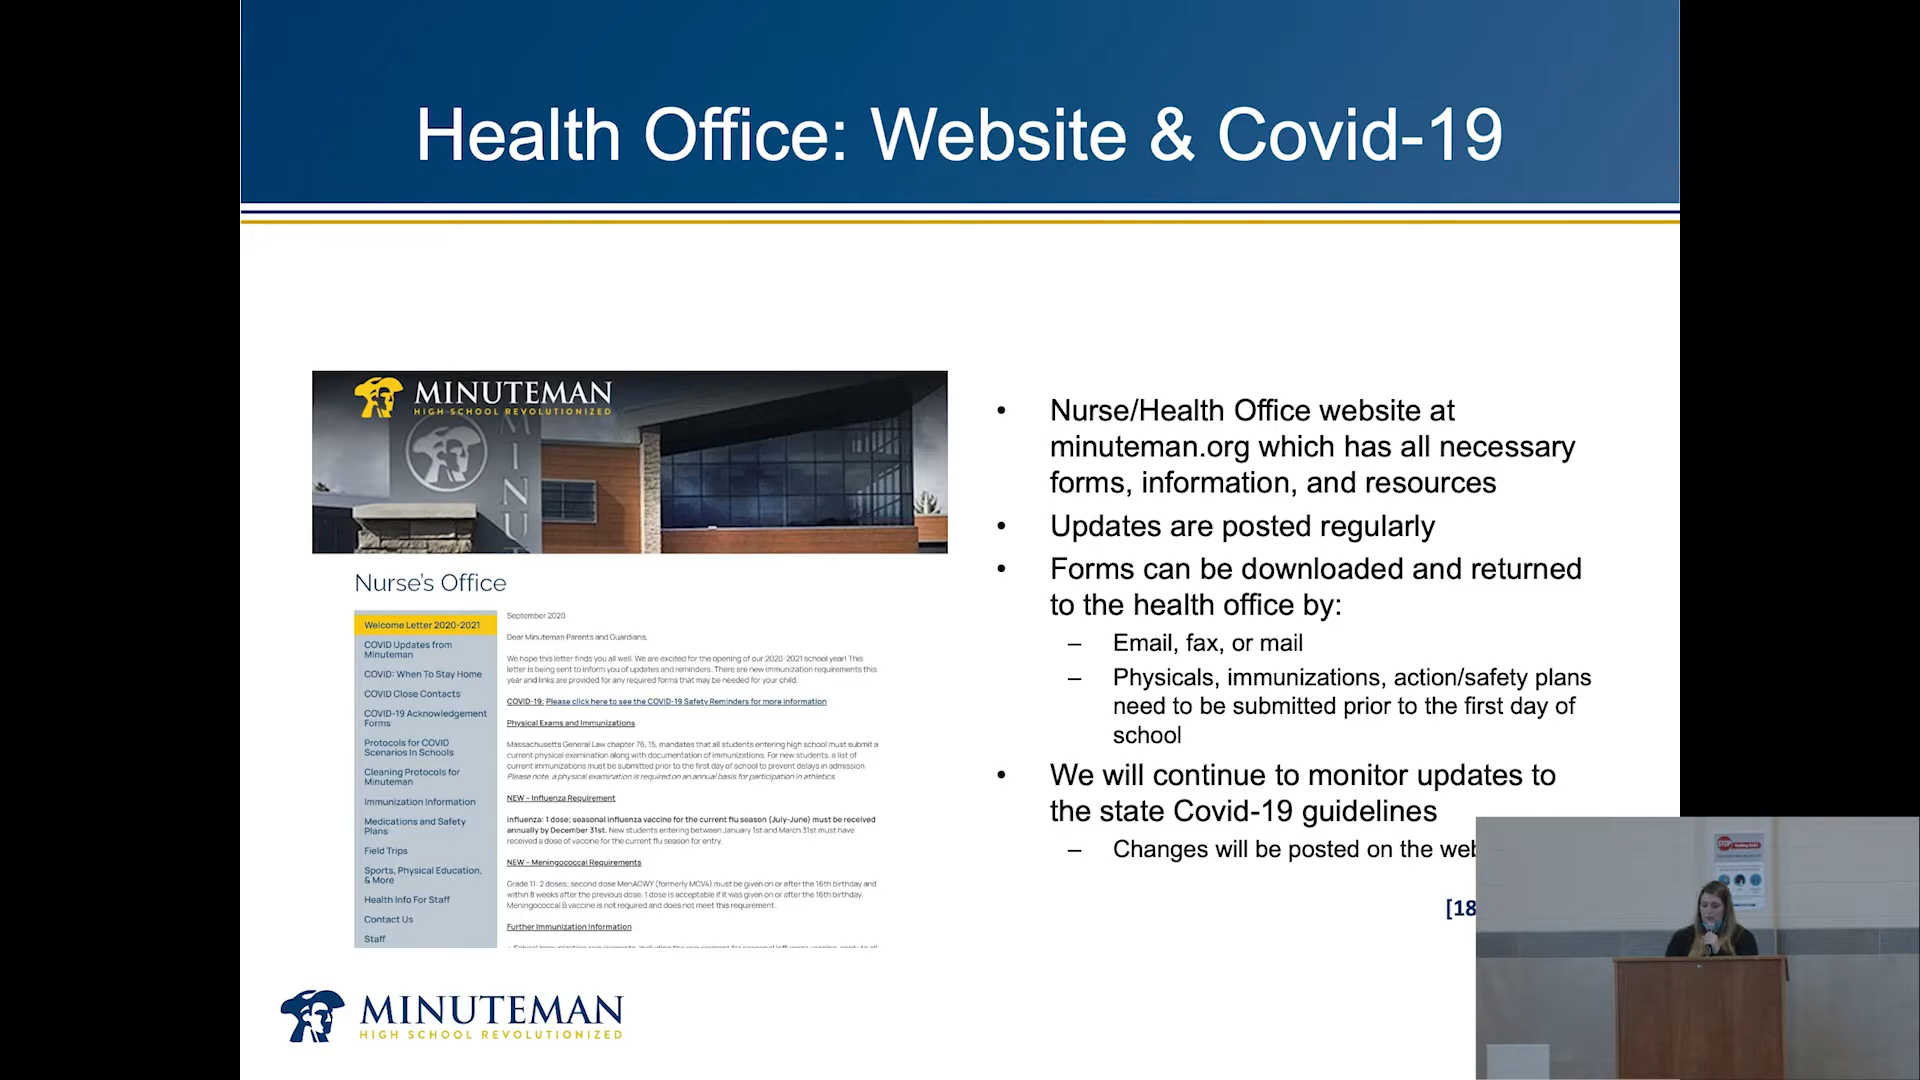 Health Office: Website & Covid-19
MINUTEMAN
HIGH SCHOOL REVOLUTIONIZED
MINUT
Nurse's Office
Welcome Letter 2020-2021
COVID Updates from
Minuteman
COVID: When To Stay Home
COVID Close Contacts
COVID-19 Acknowledgement
Forms
Protocols for COVID
Scenarios In Schools
Cleaning Protocols for
Minuteman
Immunization Information
Medications and Safety
Plans
Field Trips
Sports, Physical Education,
& More
Health Info For Staff
Contact Us
Staff
September 2020
Dear Minuteman Parents and Guardians,
We hope this letter finds you all well. We are excited for the opening of our 2020-2021 school year! This
letter is being sent to inform you of updates and reminders. There are new immunization requirements this
year and links are provided for any required forms that may be needed for your child.
COVID-19: Please click here to see the COVID-19 Safety Reminders for more information
Physical Exams and Immunizations
Massachusetts General Law chapter 76, 15, mandates that all students entering high school must submit a
current physical examination along with documentation of immunizations. For new students, a list of
current immunizations must be submitted prior to the first day of school to prevent delays in admission.
Please note, a physical examination is required on an annual basis for participation in athletics.
NEW – Influenza Requirement
Influenza: 1 dose; seasonal influenza vaccine for the current flu season (July-June) must be received
annually by December 31st. New students entering between January 1st and March 31st must have
received a dose of vaccine for the current flu season for entry.
NEW – Meningococcal Requirements
Grade 11: 2 doses; second dose MenACWY (formerly MCV4) must be given on or after the 16th birthday and
within 8 weeks after the previous dose. 1 dose is acceptable if it was given on or after the 16th birthday.
Meningococcal B vaccine is not required and does not meet this requirement.
Further Immunization Information
• Nurse/Health Office website at
minuteman.org which has all necessary
forms, information, and resources
• Updates are posted regularly
• Forms can be downloaded and returned
to the health office by:
– Email, fax, or mail
– Physicals, immunizations, action/safety plans
need to be submitted prior to the first day of
school
• We will continue to monitor updates to
the state Covid-19 guidelines
– Changes will be posted on the web
[18
STOP
MINUTEMAN
HIGH SCHOOL REVOLUTIONIZED